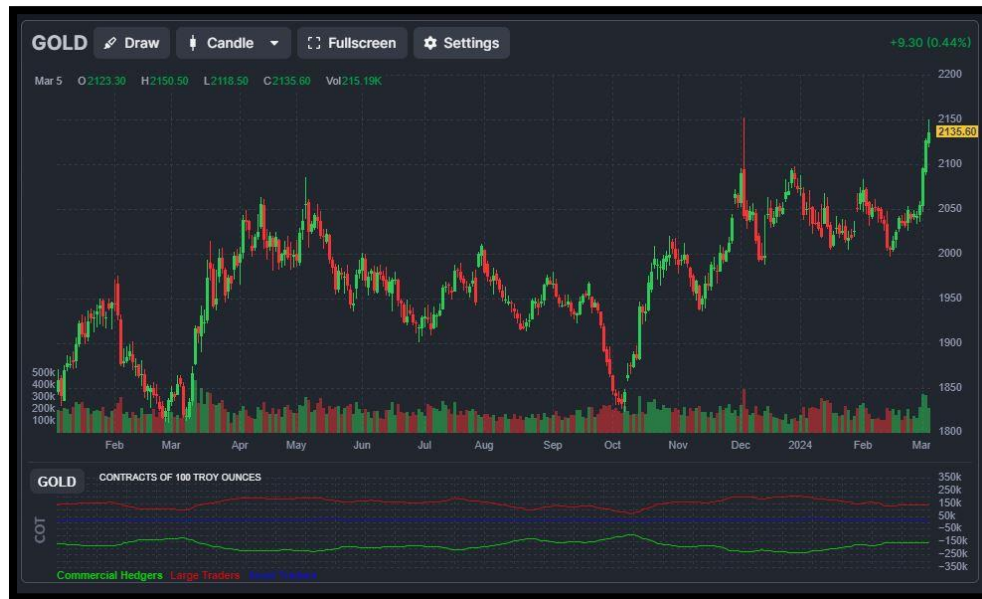 GOLD Draw Candle Fullscreen Settings +9.30 (0.44%)
Mar 5 O2123.30 H2150.50 L2118.50 C2135.60 Vol215.19K
2200
2150
2135.60
2100
2050
2000
1950
1900
1850
1800
500k
400k
300k
200k
100k
Feb Mar Apr May Jun Jul Aug Sep Oct Nov Dec 2024 Feb Mar
GOLD CONTRACTS OF 100 TROY OUNCES
COT
350k
250k
150k
50k
-50k
-150k
-250k
-350k
Commercial Hedgers Large Traders Small Traders